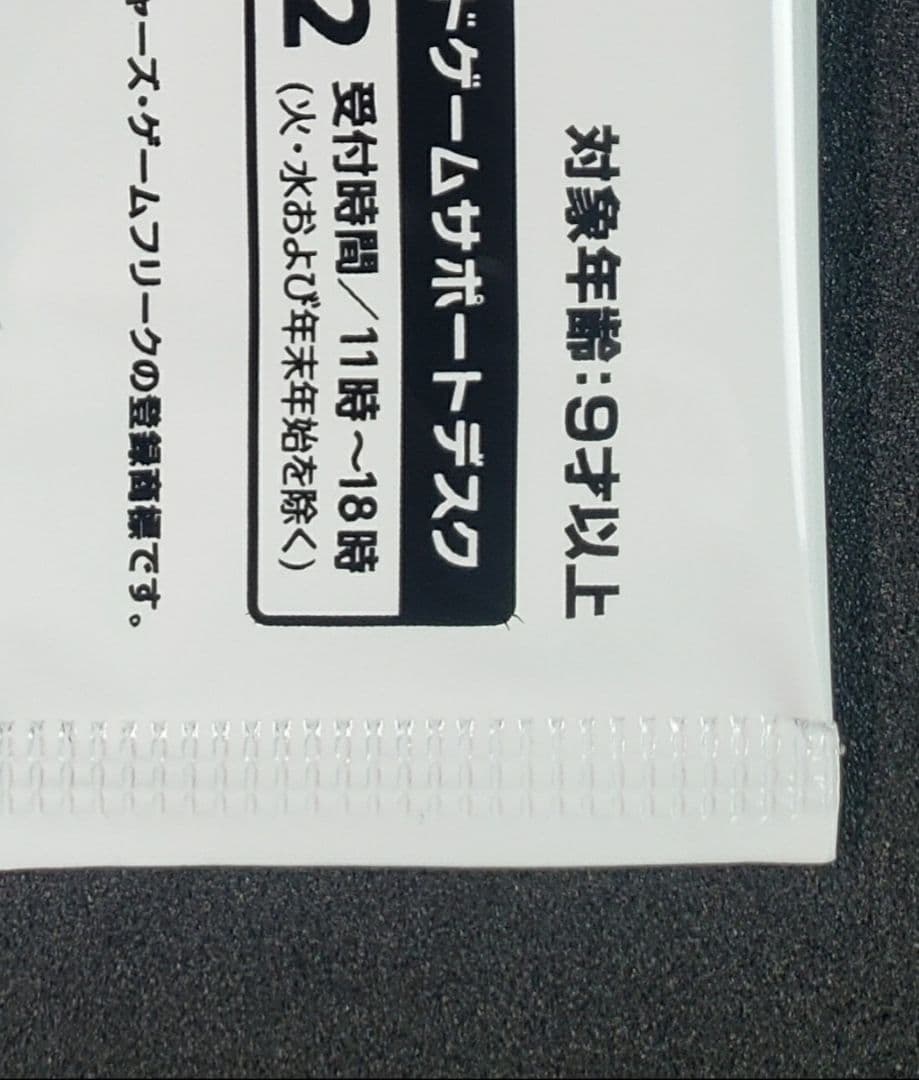 対象年齢：9才以上
ドゲームサポートデスク
2 受付時間／11時～18時
(火・水および年末年始を除く)
ャーズ・ゲームフリークの登録商標です。